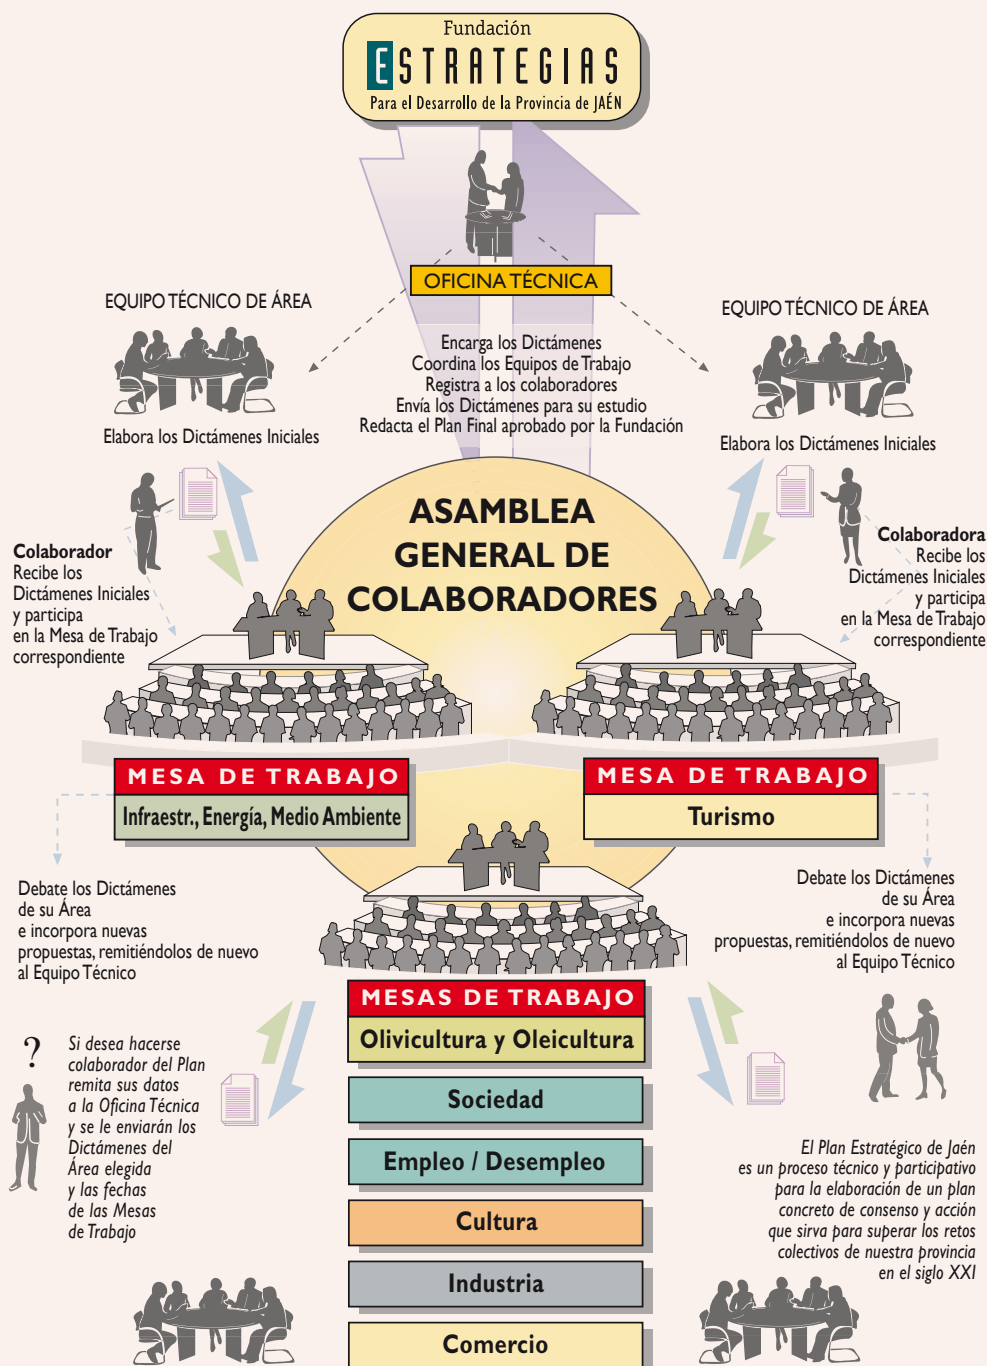 Fundación
ESTRATEGIAS
Para el Desarrollo de la Provincia de JAÉN
OFICINA TÉCNICA
Encarga los Dictámenes
Coordina los Equipos de Trabajo
Registra a los colaboradores
Envía los Dictámenes para su estudio
Redacta el Plan Final aprobado por la Fundación
EQUIPO TÉCNICO DE ÁREA
Elabora los Dictámenes Iniciales
EQUIPO TÉCNICO DE ÁREA
Elabora los Dictámenes Iniciales
Colaborador
Recibe los
Dictámenes Iniciales
y participa
en la Mesa de Trabajo
correspondiente
ASAMBLEA
GENERAL DE
COLABORADORES
Colaboradora
Recibe los
Dictámenes Iniciales
y participa
en la Mesa de Trabajo
correspondiente
MESA DE TRABAJO
Infraestr., Energía, Medio Ambiente
MESA DE TRABAJO
Turismo
Debate los Dictámenes
de su Área
e incorpora nuevas
propuestas, remitiéndolos de nuevo
al Equipo Técnico
Debate los Dictámenes
de su Área
e incorpora nuevas
propuestas, remitiéndolos de nuevo
al Equipo Técnico
MESAS DE TRABAJO
Olivicultura y Oleicultura
Sociedad
Empleo / Desempleo
Cultura
Industria
Comercio
?
Si desea hacerse
colaborador del Plan
remita sus datos
a la Oficina Técnica
y se le enviarán los
Dictámenes del
Área elegida
y las fechas
de las Mesas
de Trabajo
El Plan Estratégico de Jaén
es un proceso técnico y participativo
para la elaboración de un plan
concreto de consenso y acción
que sirva para superar los retos
colectivos de nuestra provincia
en el siglo XXI